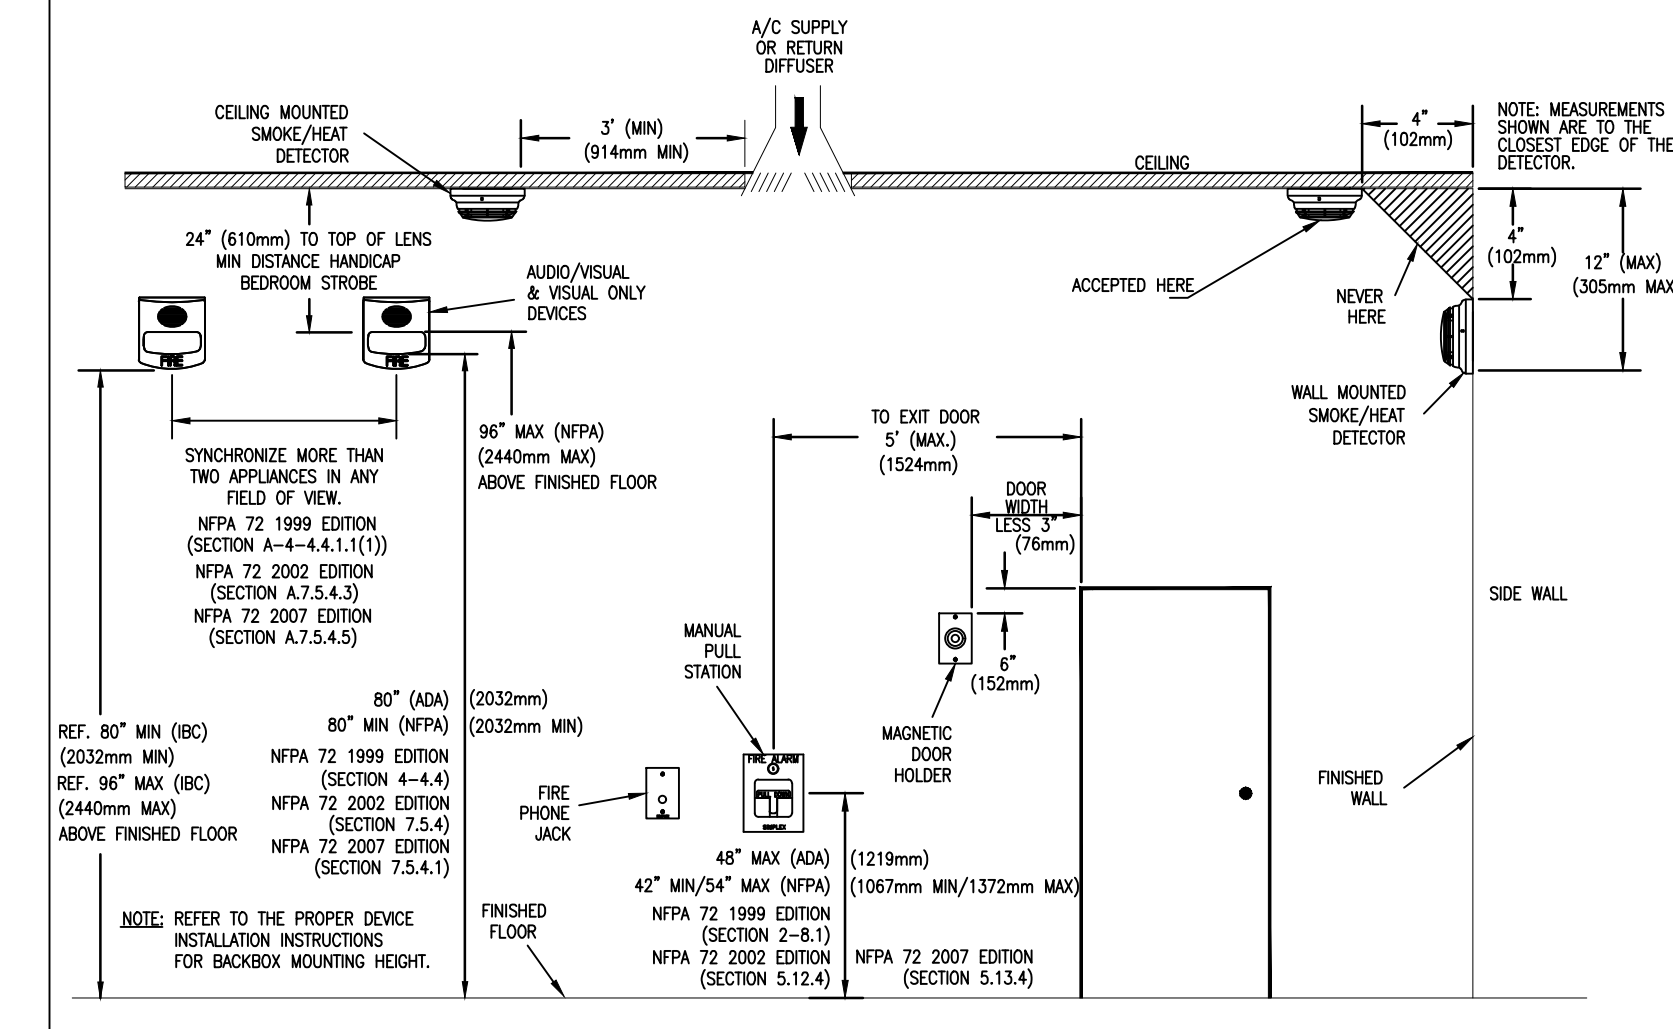 A/C SUPPLY
OR RETURN
DIFFUSER
CEILING MOUNTED
SMOKE/HEAT
DETECTOR
3' (MIN)
(914mm MIN)
CEILING
4"
(102mm)
NOTE: MEASUREMENTS
SHOWN ARE TO THE
CLOSEST EDGE OF THE
DETECTOR.
24" (610mm) TO TOP OF LENS
MIN DISTANCE HANDICAP
BEDROOM STROBE
AUDIO/VISUAL
& VISUAL ONLY
DEVICES
FIRE
FIRE
ACCEPTED HERE
NEVER
HERE
4"
(102mm)
12" (MAX)
(305mm MAX
WALL MOUNTED
SMOKE/HEAT
DETECTOR
96" MAX (NFPA)
(2440mm MAX)
ABOVE FINISHED FLOOR
SYNCHRONIZE MORE THAN
TWO APPLIANCES IN ANY
FIELD OF VIEW.
NFPA 72 1999 EDITION
(SECTION A-4-4.4.1.1(1))
NFPA 72 2002 EDITION
(SECTION A.7.5.4.3)
NFPA 72 2007 EDITION
(SECTION A.7.5.4.5)
TO EXIT DOOR
5' (MAX.)
(1524mm)
DOOR
WIDTH
LESS 3"
(76mm)
6"
(152mm)
SIDE WALL
MANUAL
PULL
STATION
MAGNETIC
DOOR
HOLDER
80" (ADA) (2032mm)
80" MIN (NFPA) (2032mm MIN)
NFPA 72 1999 EDITION
(SECTION 4-4.4)
NFPA 72 2002 EDITION
(SECTION 7.5.4)
NFPA 72 2007 EDITION
(SECTION 7.5.4.1)
REF. 80" MIN (IBC)
(2032mm MIN)
REF. 96" MAX (IBC)
(2440mm MAX)
ABOVE FINISHED FLOOR
FIRE
PHONE
JACK
FIRE ALARM
PULL DOWN
SIMPLEX
FINISHED
WALL
48" MAX (ADA) (1219mm)
42" MIN/54" MAX (NFPA) (1067mm MIN/1372mm MAX)
NFPA 72 1999 EDITION
(SECTION 2-8.1)
NFPA 72 2002 EDITION
(SECTION 5.12.4)
NFPA 72 2007 EDITION
(SECTION 5.13.4)
NOTE: REFER TO THE PROPER DEVICE
INSTALLATION INSTRUCTIONS
FOR BACKBOX MOUNTING HEIGHT.
FINISHED
FLOOR